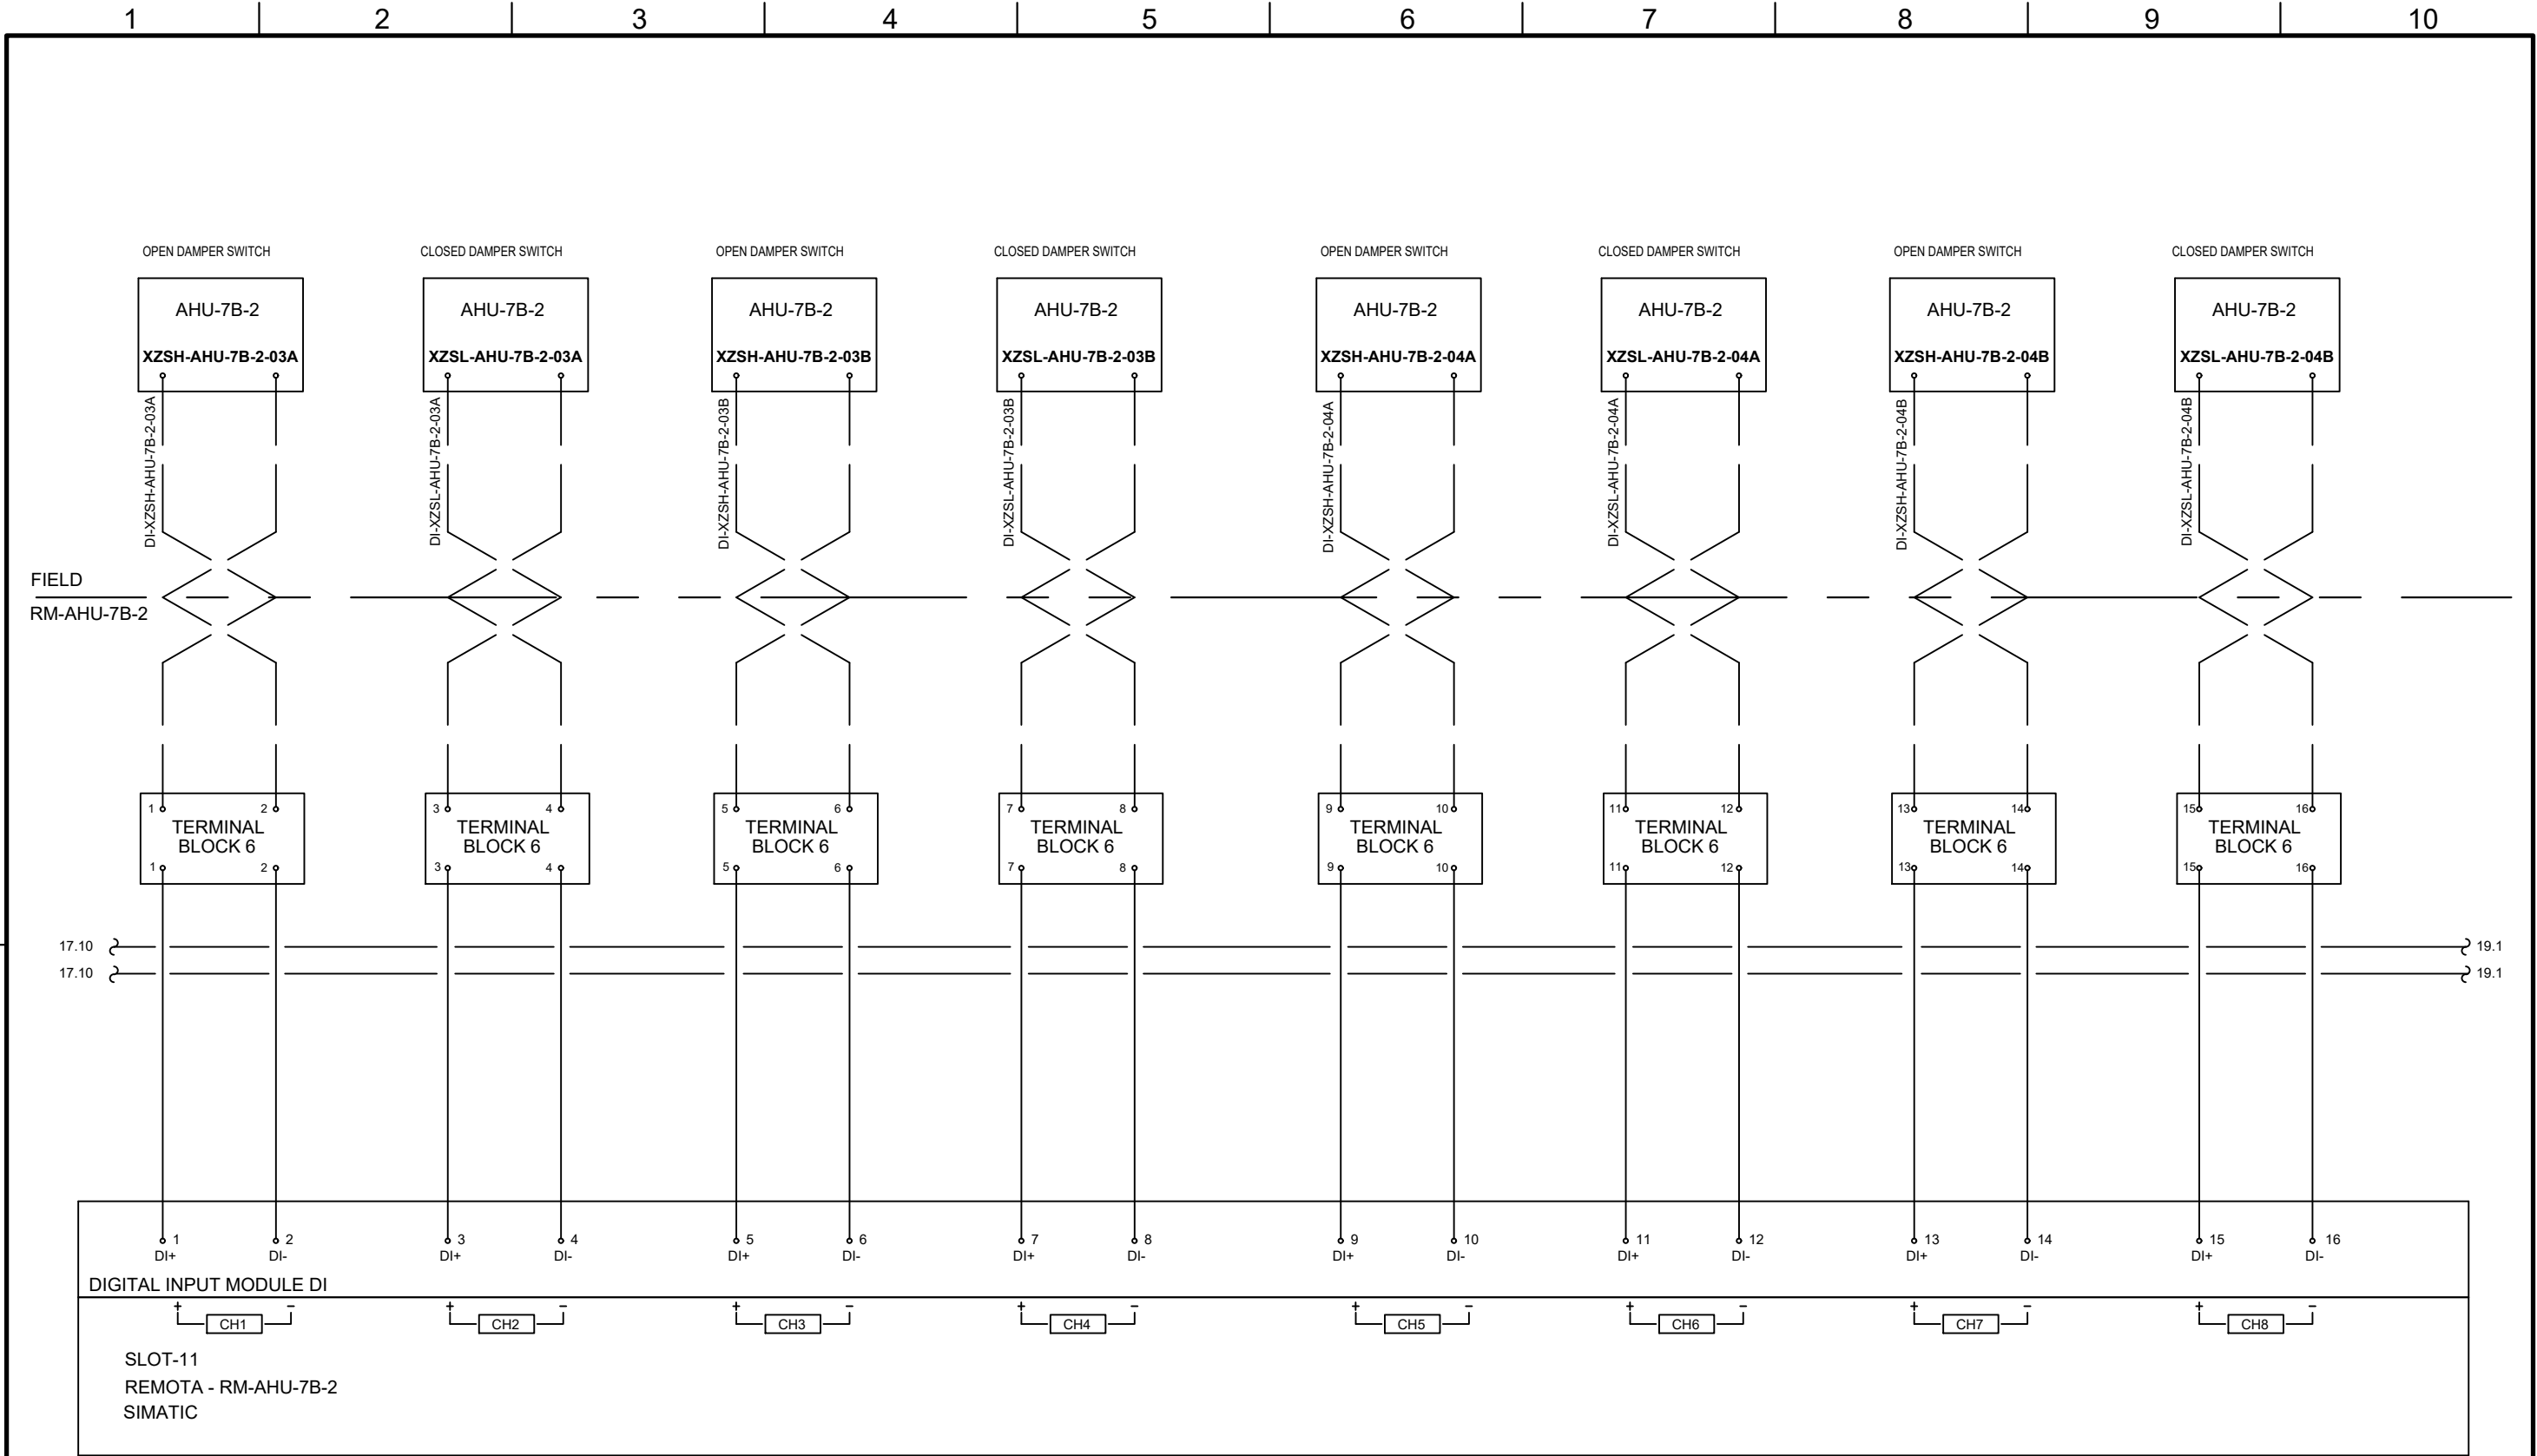 1 2 3 4 5 6 7 8 9 10
OPEN DAMPER SWITCH CLOSED DAMPER SWITCH OPEN DAMPER SWITCH CLOSED DAMPER SWITCH OPEN DAMPER SWITCH CLOSED DAMPER SWITCH OPEN DAMPER SWITCH CLOSED DAMPER SWITCH
AHU-7B-2 AHU-7B-2 AHU-7B-2 AHU-7B-2 AHU-7B-2 AHU-7B-2 AHU-7B-2 AHU-7B-2
XZSH-AHU-7B-2-03A XZSL-AHU-7B-2-03A XZSH-AHU-7B-2-03B XZSL-AHU-7B-2-03B XZSH-AHU-7B-2-04A XZSL-AHU-7B-2-04A XZSH-AHU-7B-2-04B XZSL-AHU-7B-2-04B
DI-XZSH-AHU-7B-2-03A
DI-XZSL-AHU-7B-2-03A
DI-XZSH-AHU-7B-2-03B
DI-XZSL-AHU-7B-2-03B
DI-XZSH-AHU-7B-2-04A
DI-XZSL-AHU-7B-2-04A
DI-XZSH-AHU-7B-2-04B
DI-XZSL-AHU-7B-2-04B
FIELD
RM-AHU-7B-2
1 2 3 4 5 6 7 8 9 10 11 12 13 14 15 16
TERMINAL TERMINAL TERMINAL TERMINAL TERMINAL TERMINAL TERMINAL TERMINAL
BLOCK 6 BLOCK 6 BLOCK 6 BLOCK 6 BLOCK 6 BLOCK 6 BLOCK 6 BLOCK 6
1 2 3 4 5 6 7 8 9 10 11 12 13 14 15 16
17.10 19.1
17.10 19.1
1 2 3 4 5 6 7 8 9 10 11 12 13 14 15 16
DI+ DI- DI+ DI- DI+ DI- DI+ DI- DI+ DI- DI+ DI- DI+ DI- DI+ DI-
DIGITAL INPUT MODULE DI
+ - + - + - + - + - + - + - + -
CH1 CH2 CH3 CH4 CH5 CH6 CH7 CH8
SLOT-11
REMOTA - RM-AHU-7B-2
SIMATIC